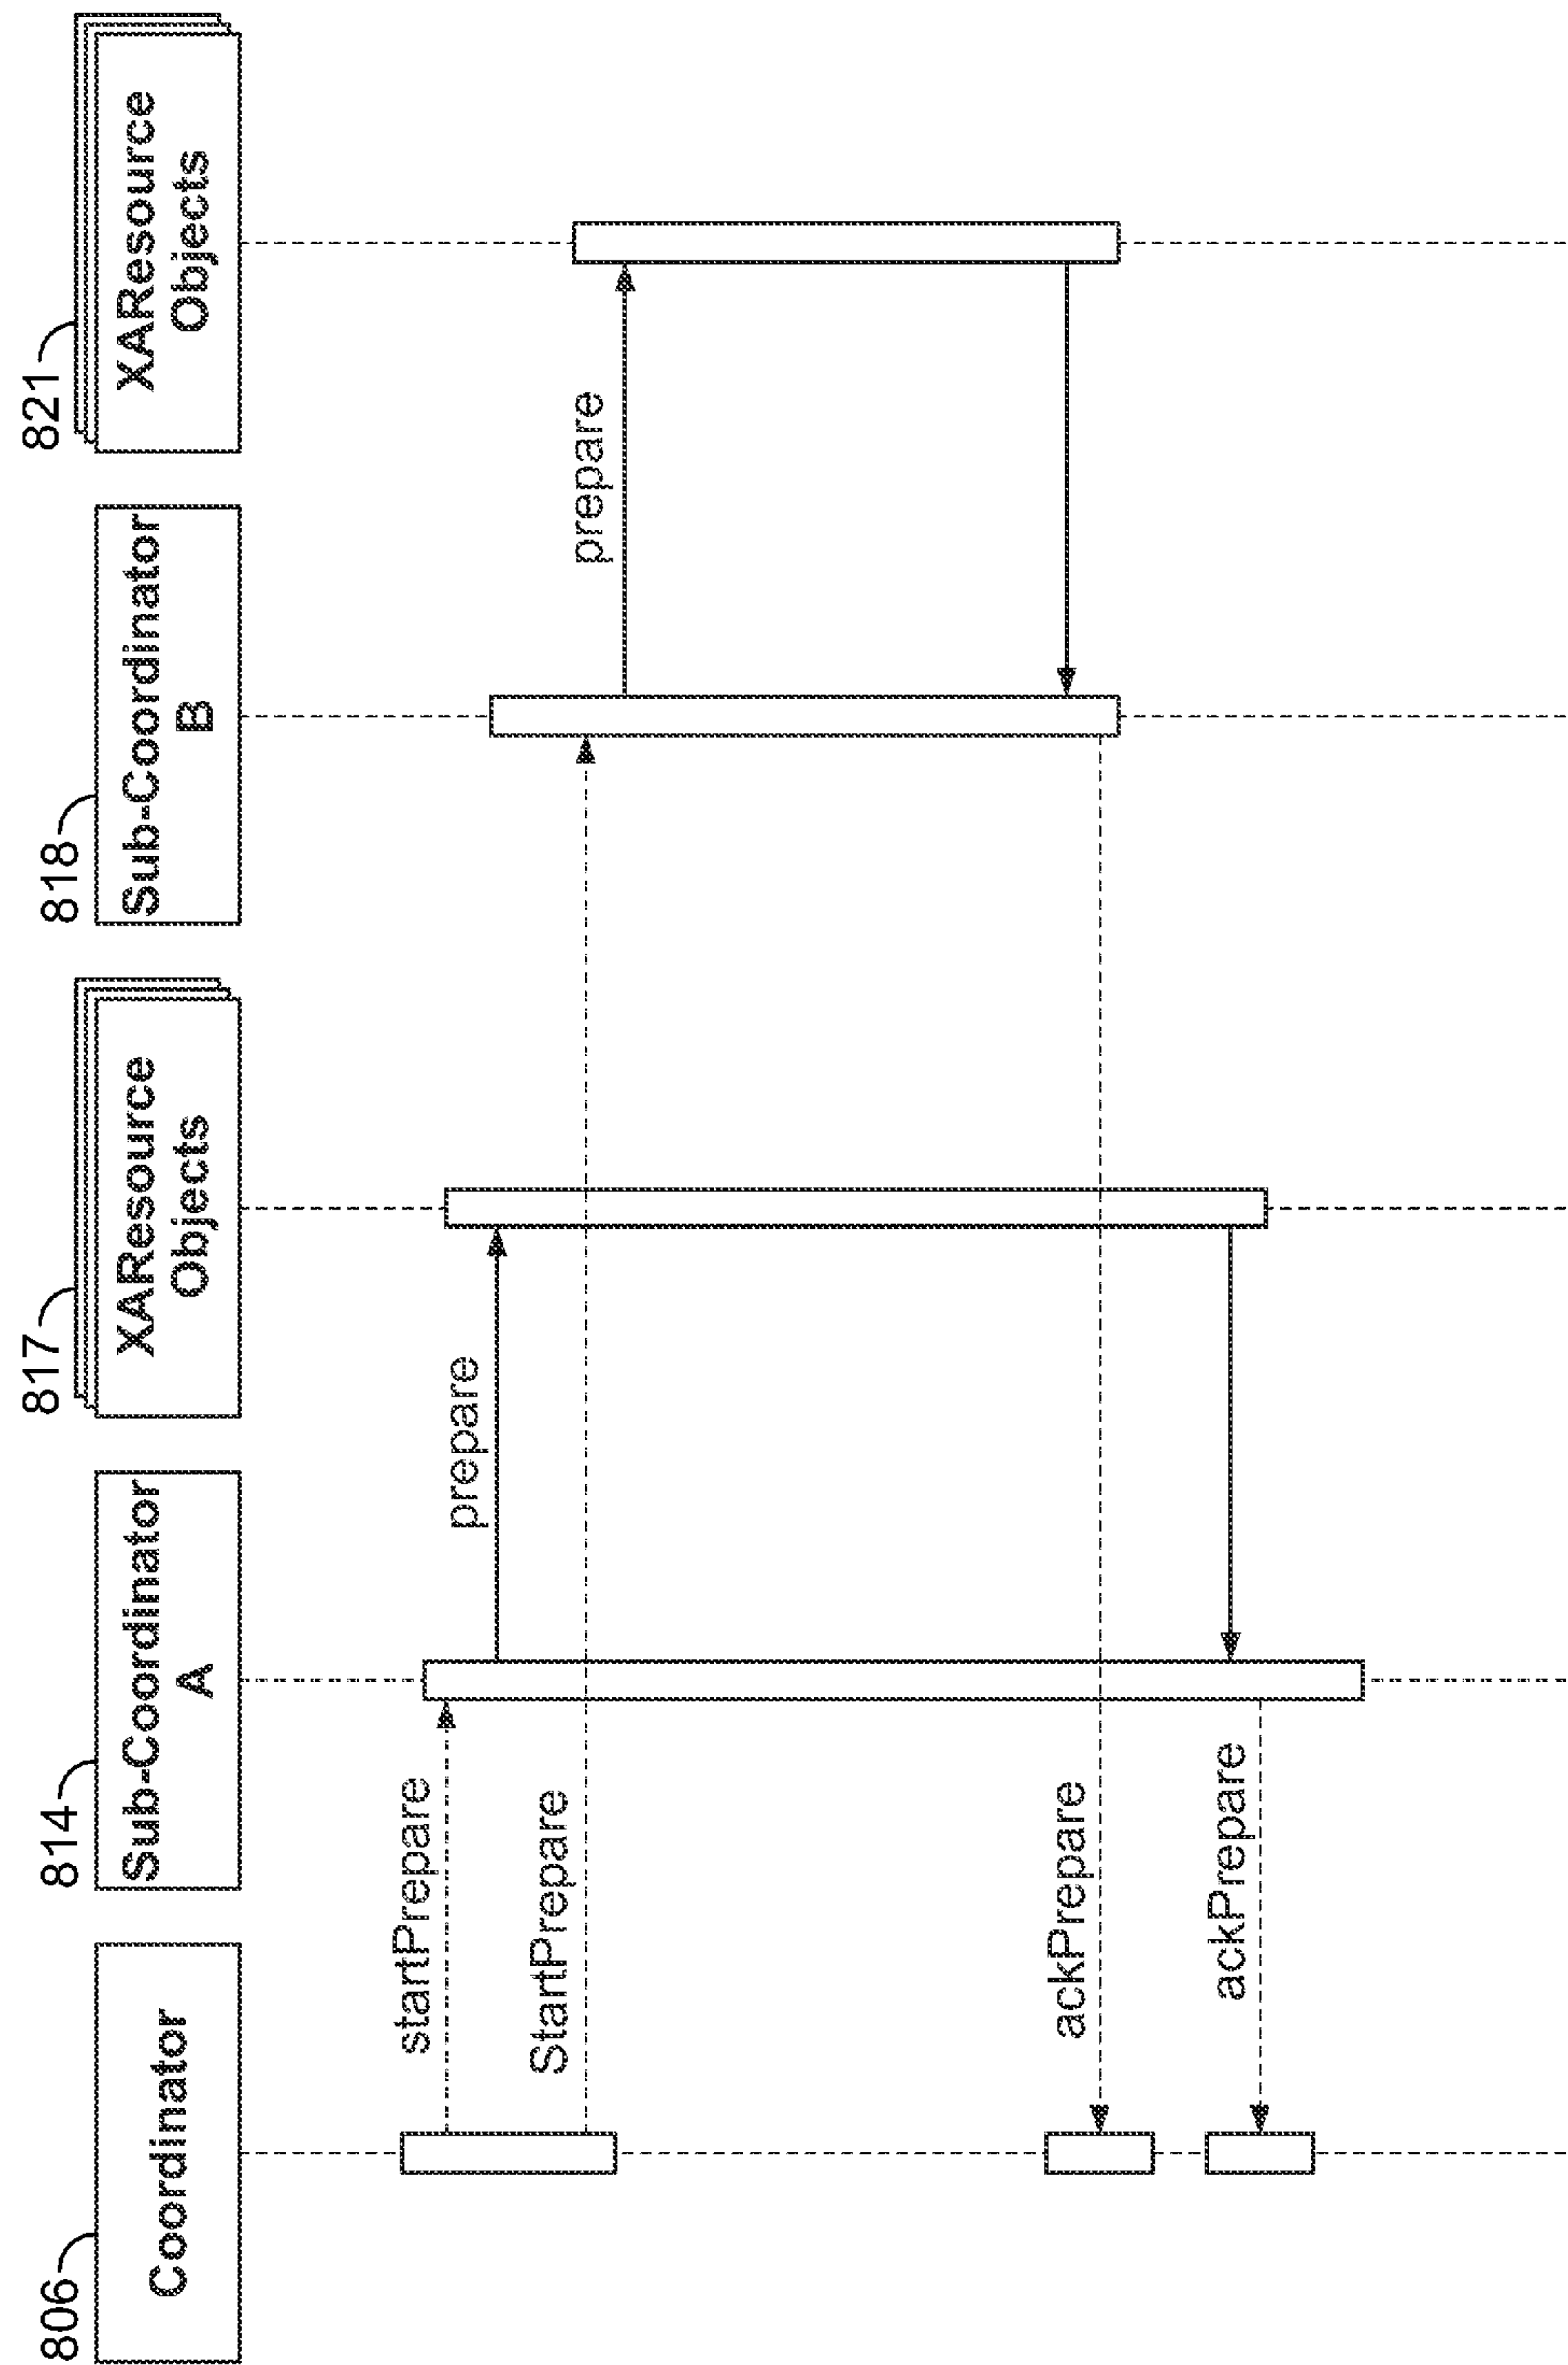 806
Coordinator
814
Sub-Coordinator
A
817
XAResource
Objects
818
Sub-Coordinator
B
821
XAResource
Objects
startPrepare
prepare
StartPrepare
prepare
ackPrepare
ackPrepare